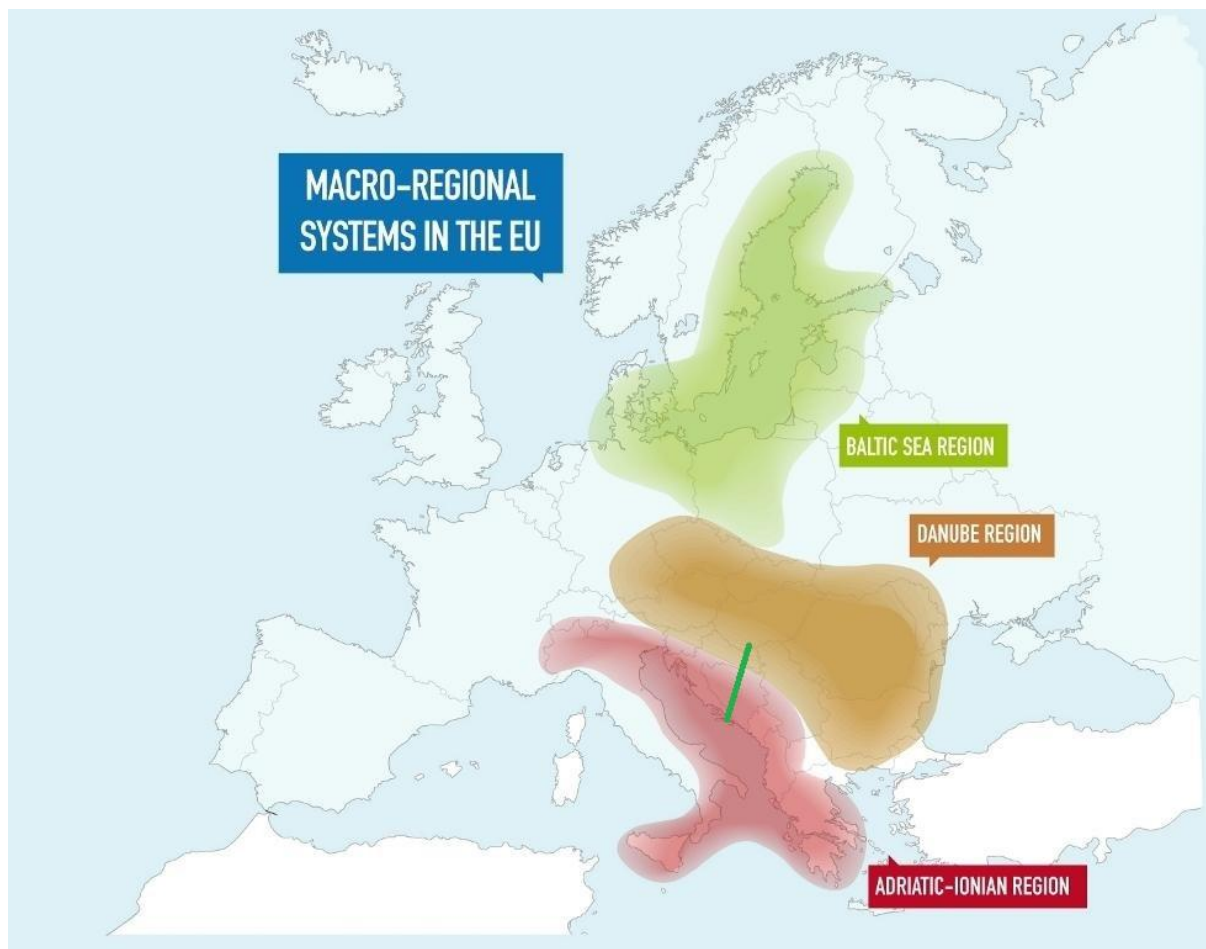 MACRO-REGIONAL
SYSTEMS IN THE EU
BALTIC SEA REGION
DANUBE REGION
ADRIATIC-IONIAN REGION